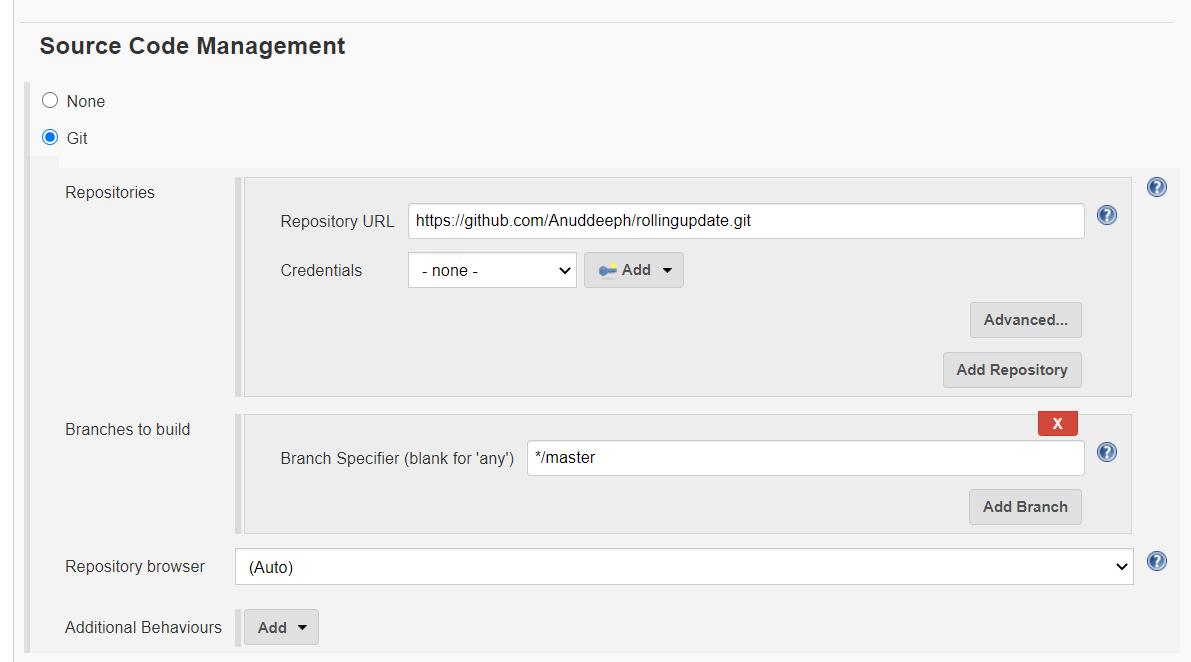 Source Code Management
None
Git
Repositories
Repository URL https://github.com/Anuddeeph/rollingupdate.git
Credentials - none - Add
Advanced...
Add Repository
Branches to build
X
Branch Specifier (blank for 'any') */master
Add Branch
Repository browser (Auto)
Additional Behaviours Add